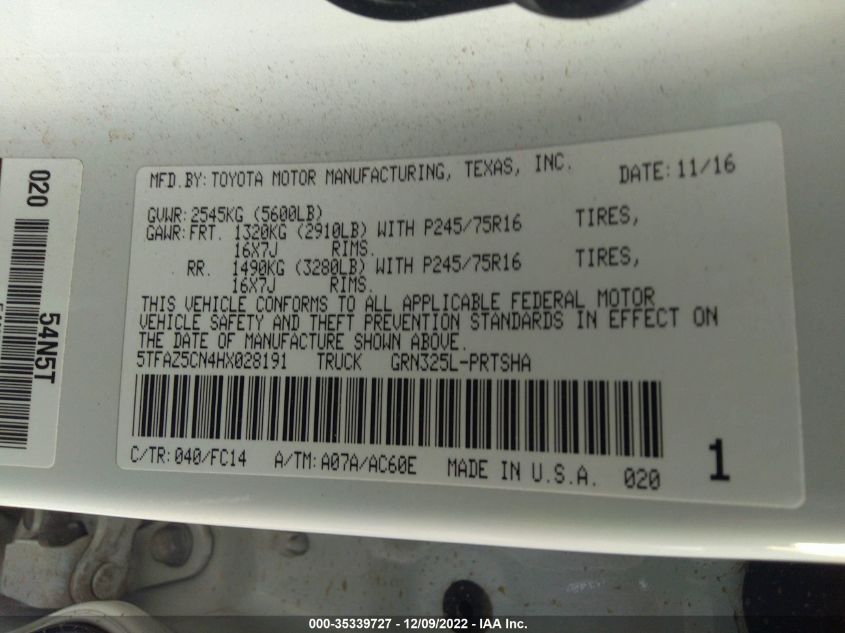 020
54N5T
MFD.BY: TOYOTA MOTOR MANUFACTURING, TEXAS, INC. DATE: 11/16
GVWR: 2545KG (5600LB)
GAWR: FRT. 1320KG (2910LB) WITH P245/75R16 TIRES,
16X7J RIMS.
RR. 1490KG (3280LB) WITH P245/75R16 TIRES,
16X7J RIMS.
THIS VEHICLE CONFORMS TO ALL APPLICABLE FEDERAL MOTOR
VEHICLE SAFETY AND THEFT PREVENTION STANDARDS IN EFFECT ON
THE DATE OF MANUFACTURE SHOWN ABOVE.
5TFAZ5CN4HX028191 TRUCK GRN325L-PRTSHA
C/TR: 040/FC14 A/TM: A07A/AC60E MADE IN U.S.A. 020 1
000-35339727 - 12/09/2022 - IAA Inc.